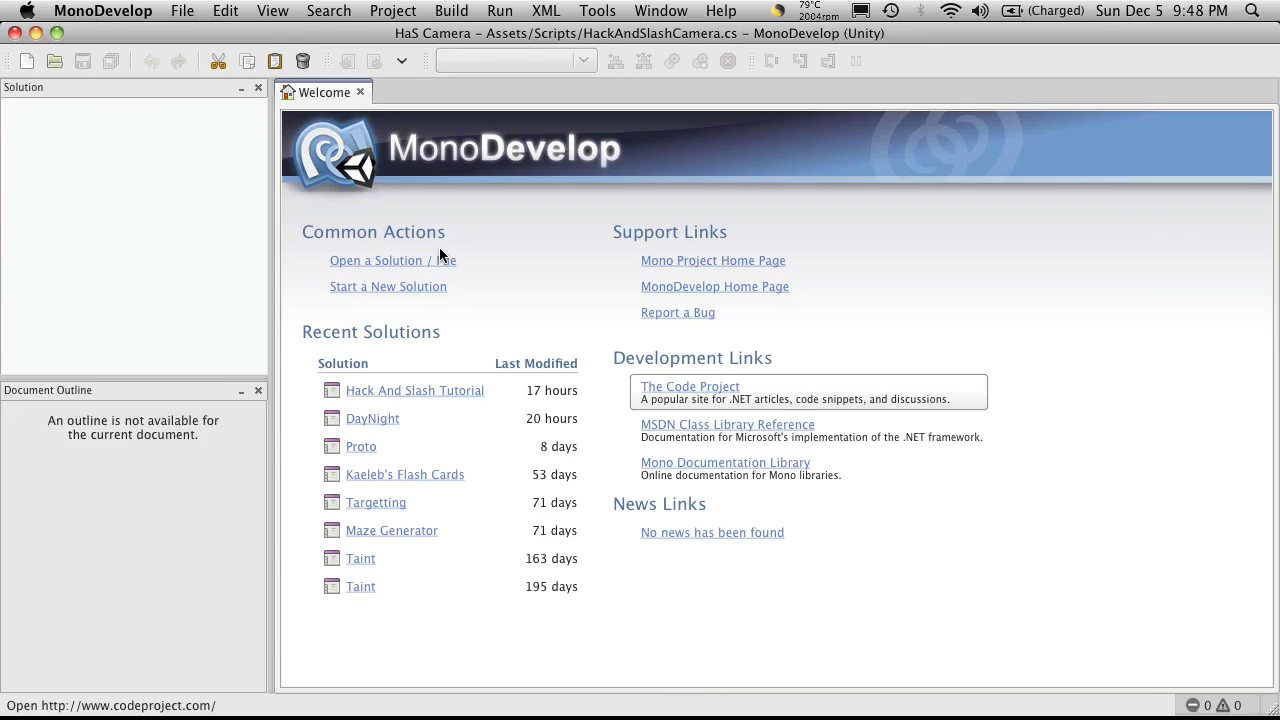 MonoDevelop File Edit View Search Project Build Run XML Tools Window Help 79°C 2004rpm (Charged) Sun Dec 5 9:48 PM
HaS Camera – Assets/Scripts/HackAndSlashCamera.cs – MonoDevelop (Unity)
Solution
Welcome
MonoDevelop
Common Actions
Open a Solution / File
Start a New Solution
Recent Solutions
Solution Last Modified
Hack And Slash Tutorial 17 hours
DayNight 20 hours
Proto 8 days
Kaeleb's Flash Cards 53 days
Targetting 71 days
Maze Generator 71 days
Taint 163 days
Taint 195 days
Support Links
Mono Project Home Page
MonoDevelop Home Page
Report a Bug
Development Links
The Code Project
A popular site for .NET articles, code snippets, and discussions.
MSDN Class Library Reference
Documentation for Microsoft's implementation of the .NET framework.
Mono Documentation Library
Online documentation for Mono libraries.
News Links
No news has been found
Document Outline
An outline is not available for
the current document.
Open http://www.codeproject.com/
0 0